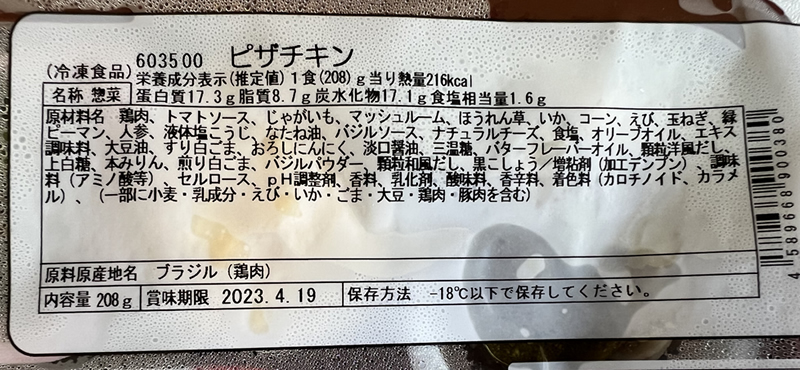 603500 ピザチキン
(冷凍食品) 栄養成分表示(推定値)1食(208)g当り熱量216kcal
名称 惣菜 蛋白質17.3g脂質8.7g炭水化物17.1g食塩相当量1.6g
原材料名 鶏肉、トマトソース、じゃがいも、マッシュルーム、ほうれん草、いか、コーン、えび、玉ねぎ、緑
ピーマン、人参、液体塩こうじ、なたね油、バジルソース、ナチュラルチーズ、食塩、オリーブオイル、エキス
調味料、大豆油、すり白ごま、おろしにんにく、淡口醤油、三温糖、バターフレーバーオイル、顆粒洋風だし、
上白糖、本みりん、煎り白ごま、バジルパウダー、顆粒和風だし、黒こしょう/増粘剤(加工デンプン)、調味
料(アミノ酸等)、セルロース、pH調整剤、香料、乳化剤、酸味料、香辛料、着色料(カロチノイド、カラメ
ル)、(一部に小麦・乳成分・えび・いか・ごま・大豆・鶏肉・豚肉を含む)
原料原産地名 ブラジル(鶏肉)
内容量 208g 賞味期限 2023.4.19 保存方法 -18℃以下で保存してください。
4589668900380